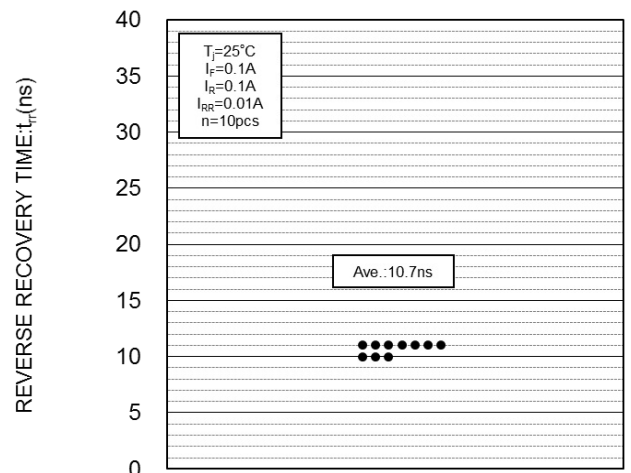 REVERSE RECOVERY TIME:trr(ns)
40
35
30
25
20
15
10
5
0
Tj=25°C
IF=0.1A
IR=0.1A
IRR=0.01A
n=10pcs
Ave.:10.7ns